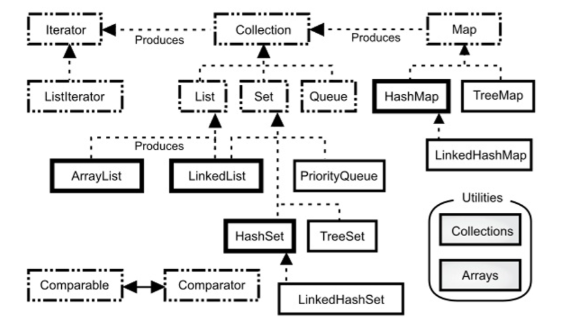 Iterator
Collection
Map
Produces
Produces
ListIterator
List
Set
Queue
HashMap
TreeMap
Produces
LinkedHashMap
ArrayList
LinkedList
PriorityQueue
Utilities
HashSet
TreeSet
Collections
Comparable
Comparator
Arrays
LinkedHashSet